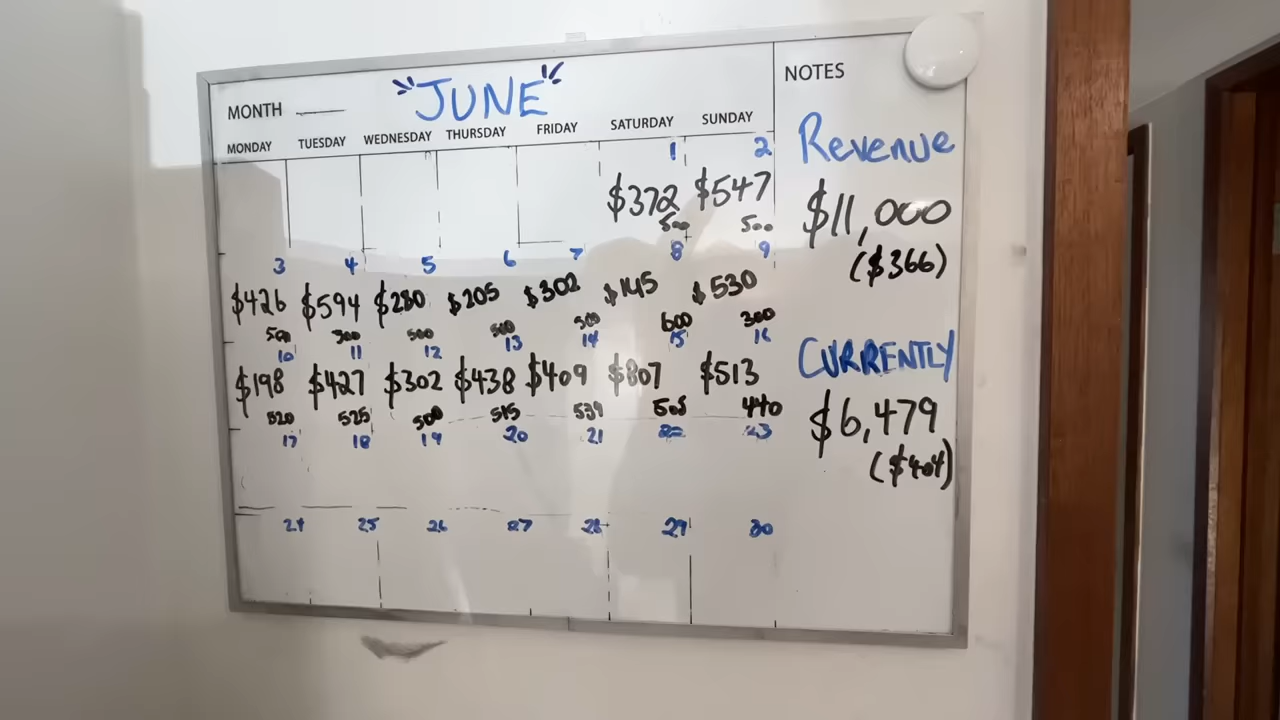 MONTH "JUNE"
MONDAY TUESDAY WEDNESDAY THURSDAY FRIDAY SATURDAY SUNDAY
1 2
$372 $547
500 500
3 4 5 6 7 8 9
$426 $594 $280 $205 $302 $145 $530
500 300 500 500 300 600 300
10 11 12 13 14 15 16
$198 $427 $302 $438 $409 $807 $513
520 525 500 515 539 505 440
17 18 19 20 21 22 23
24 25 26 27 28 29 30
NOTES
Revenue
$11,000
($366)
CURRENTLY
$6,479
($404)